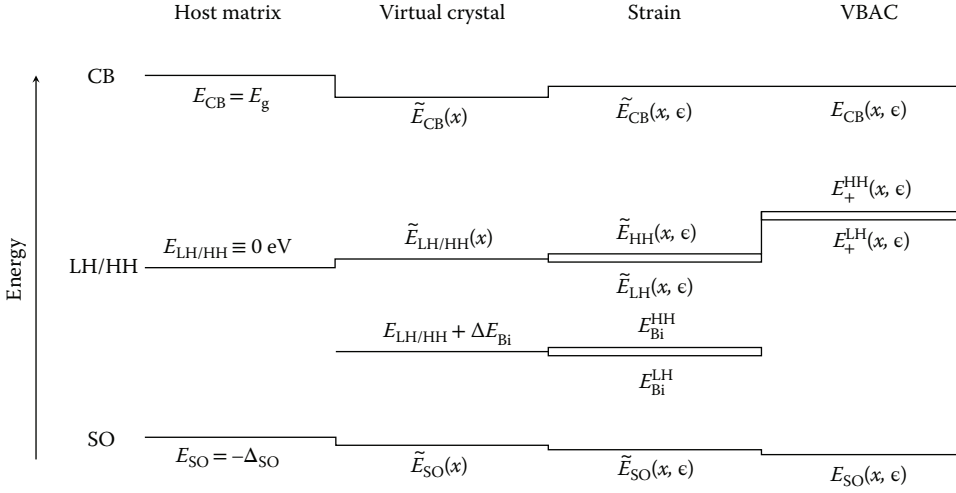 Host matrix Virtual crystal Strain VBAC
CB
E_CB = E_g
Ẽ_CB(x)
Ẽ_CB(x, ϵ)
E_CB(x, ϵ)
E_+^HH(x, ϵ)
E_LH/HH ≡ 0 eV
Ẽ_LH/HH(x)
Ẽ_HH(x, ϵ)
E_+^LH(x, ϵ)
Energy
LH/HH
Ẽ_LH(x, ϵ)
E_LH/HH + ΔE_Bi
E_Bi^HH
E_Bi^LH
SO
E_SO = −Δ_SO
Ẽ_SO(x)
Ẽ_SO(x, ϵ)
E_SO(x, ϵ)